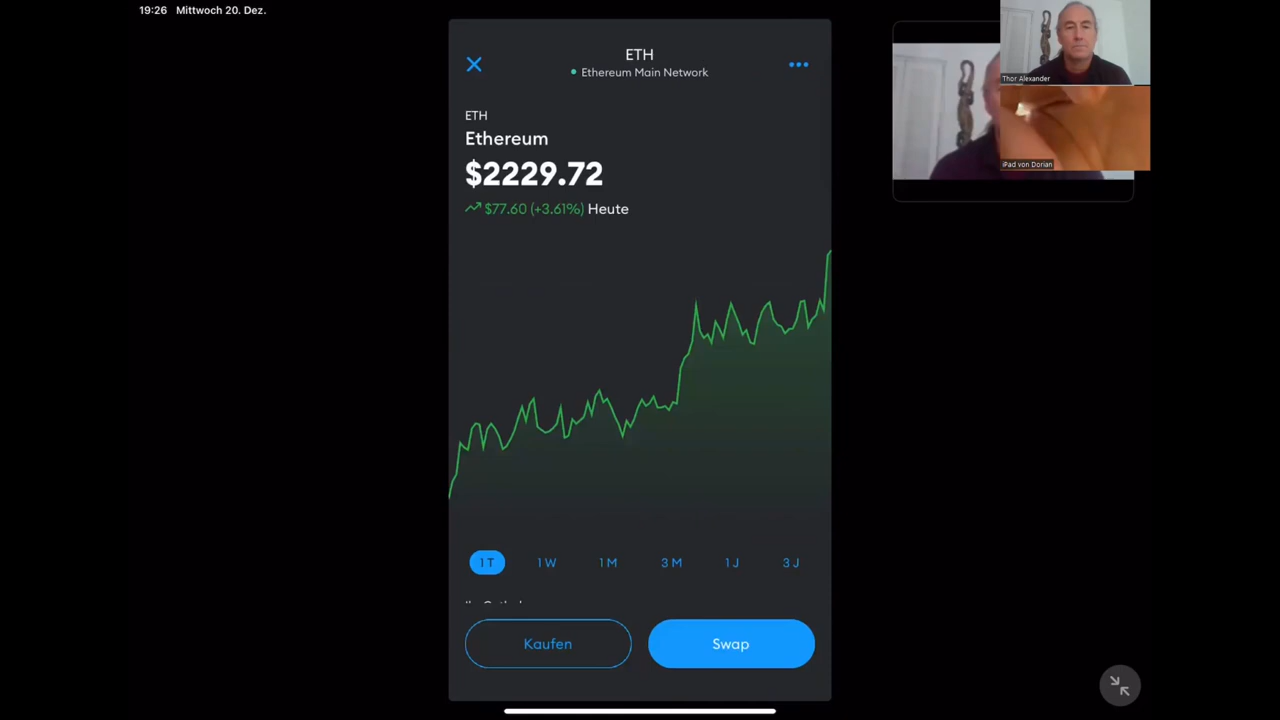 19:26 Mittwoch 20. Dez.
ETH
Ethereum Main Network
ETH
Ethereum
$2229.72
$77.60 (+3.61%) Heute
1 T 1 W 1 M 3 M 1 J 3 J
Kaufen Swap
Thor Alexander
iPad von Dorian